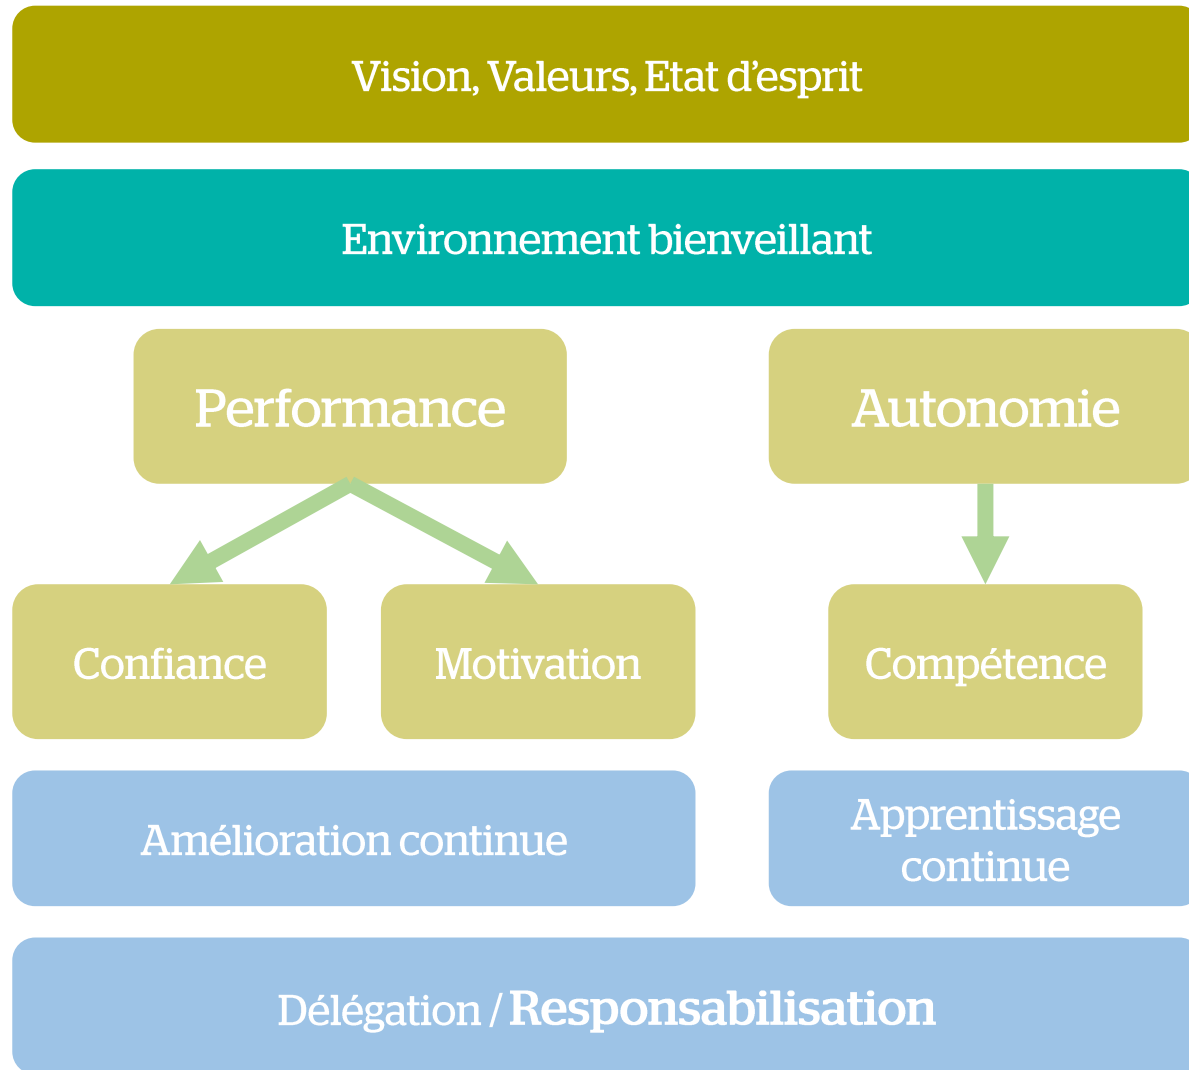 Vision, Valeurs, Etat d’esprit
Environnement bienveillant
Performance
Autonomie
Confiance
Motivation
Compétence
Amélioration continue
Apprentissage
continue
Délégation / Responsabilisation